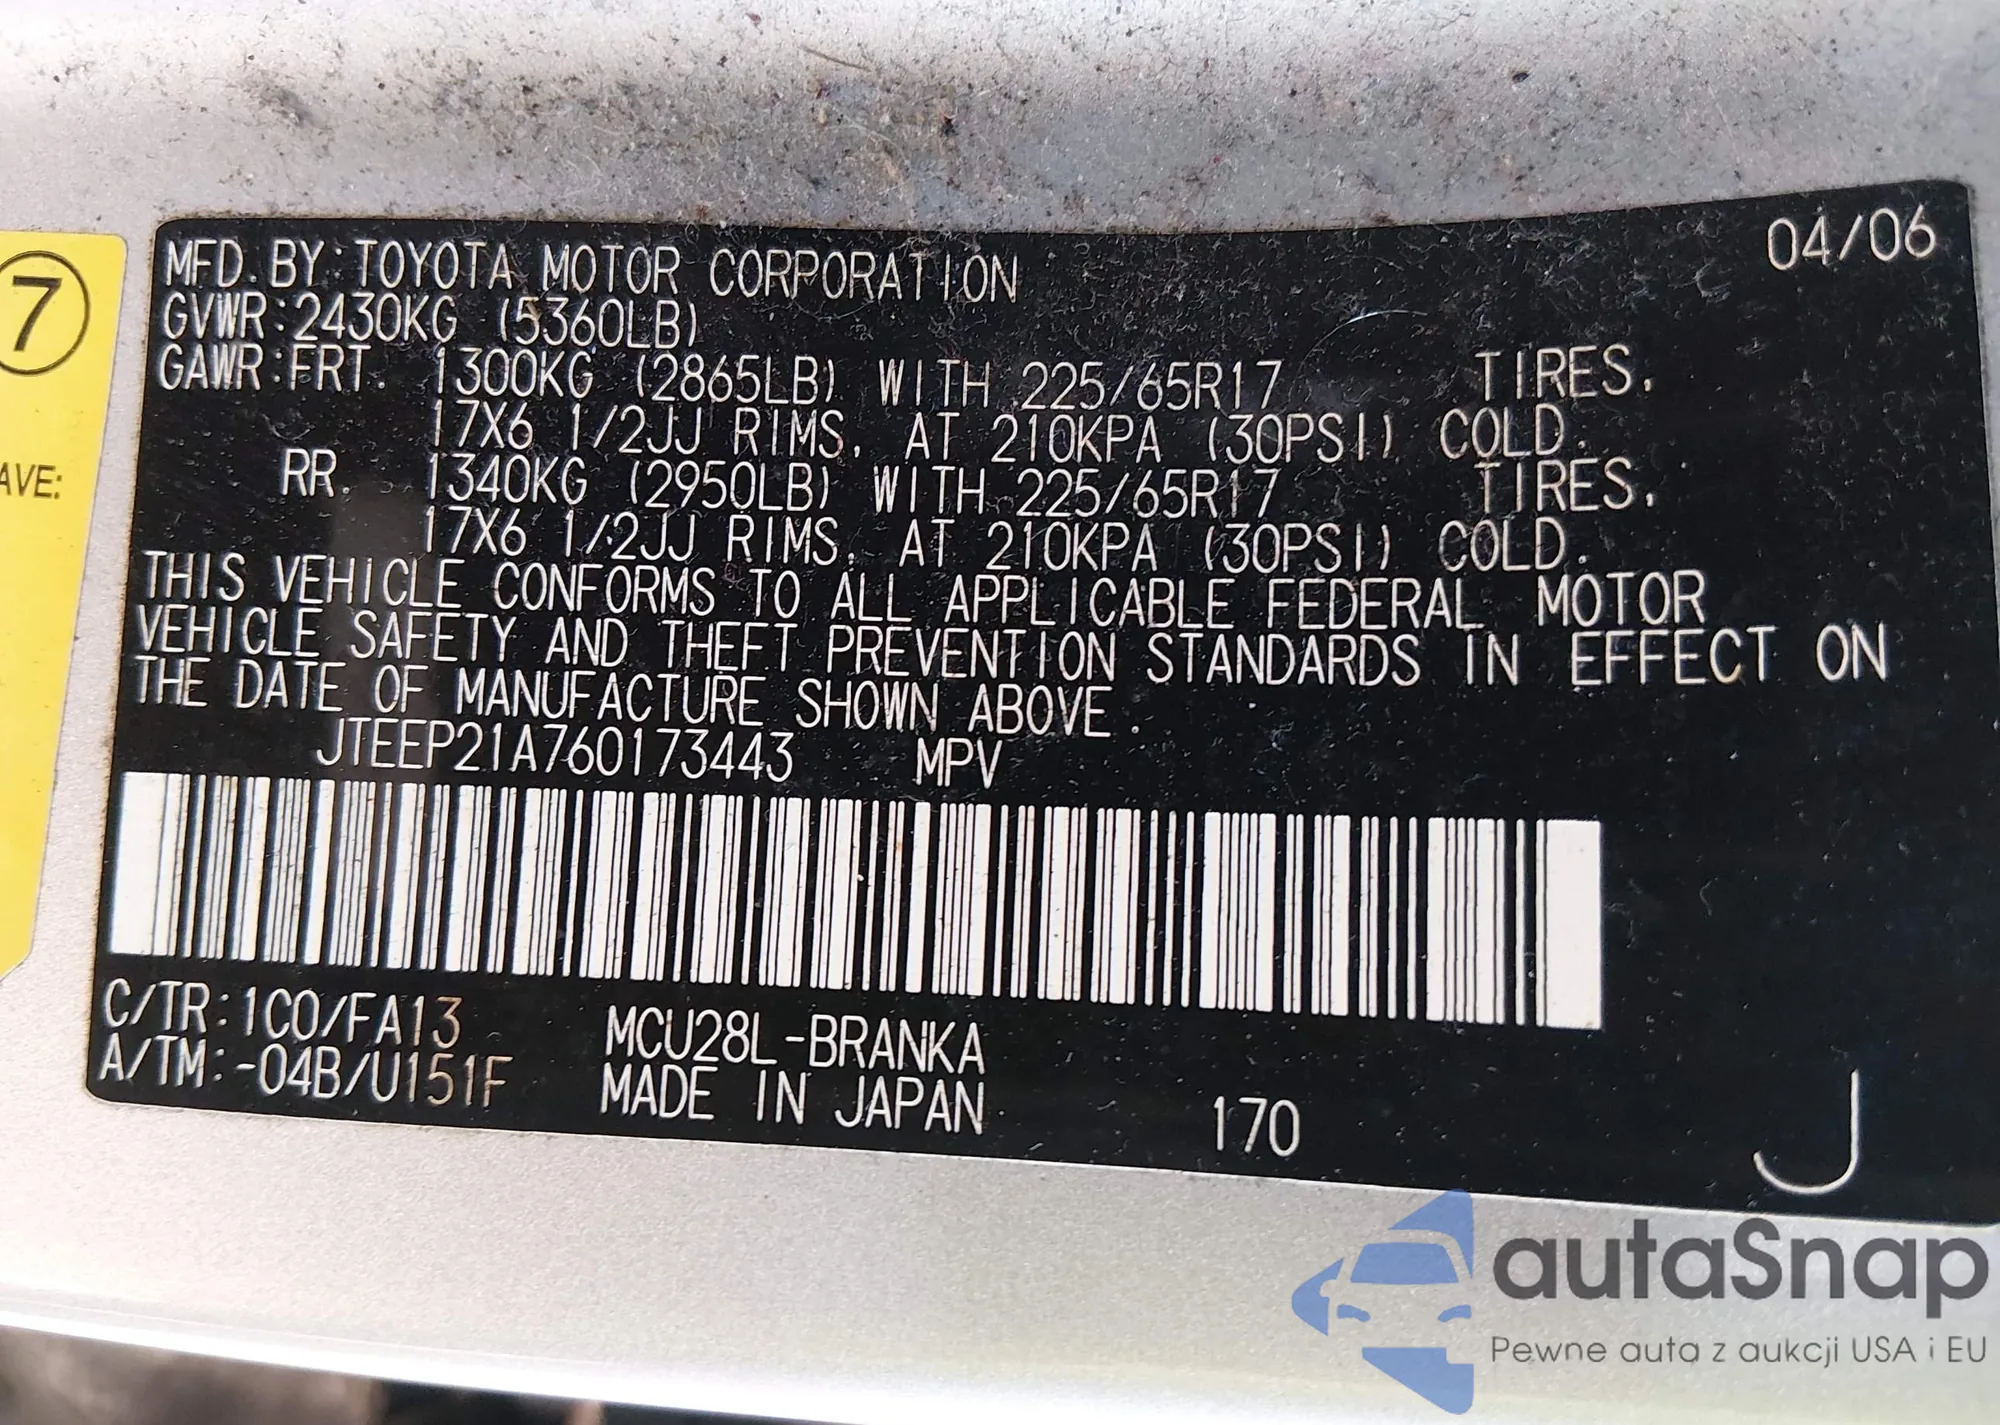 7
AVE:
04/06
MFD. BY: TOYOTA MOTOR CORPORATION
GVWR: 2430KG (5360LB)
GAWR: FRT. 1300KG (2865LB) WITH 225/65R17 TIRES,
17X6 1/2JJ RIMS, AT 210KPA (30PSI) COLD.
RR. 1340KG (2950LB) WITH 225/65R17 TIRES,
17X6 1/2JJ RIMS, AT 210KPA (30PSI) COLD.
THIS VEHICLE CONFORMS TO ALL APPLICABLE FEDERAL MOTOR
VEHICLE SAFETY AND THEFT PREVENTION STANDARDS IN EFFECT ON
THE DATE OF MANUFACTURE SHOWN ABOVE.
JTEEP21A760173443 MPV
C/TR: 1C0/FA13 MCU28L-BRANKA
A/TM: -04B/U151F MADE IN JAPAN 170 J
autoSnap
Pewne auta z aukcji USA i EU